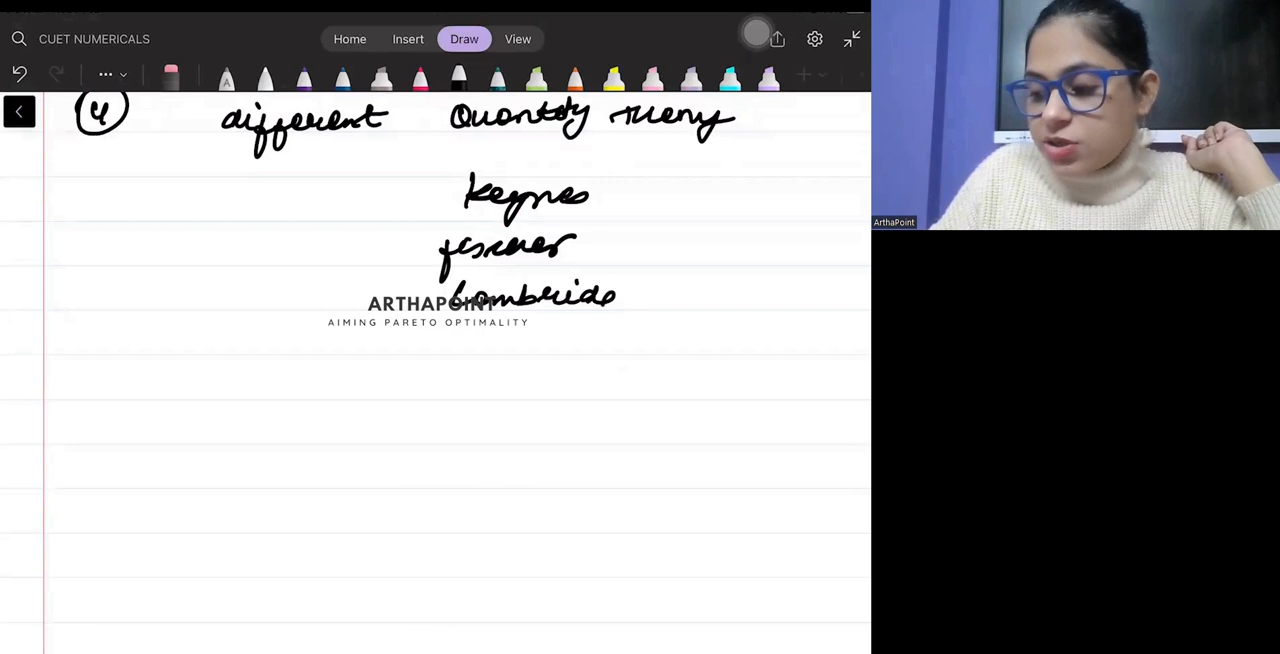 CUET NUMERICALS
Home Insert Draw View
A
4 different Quantity Theory
Keynes
fisher
Cambridge
ARTHAPOINT
AIMING PARETO OPTIMALITY
ArthaPoint